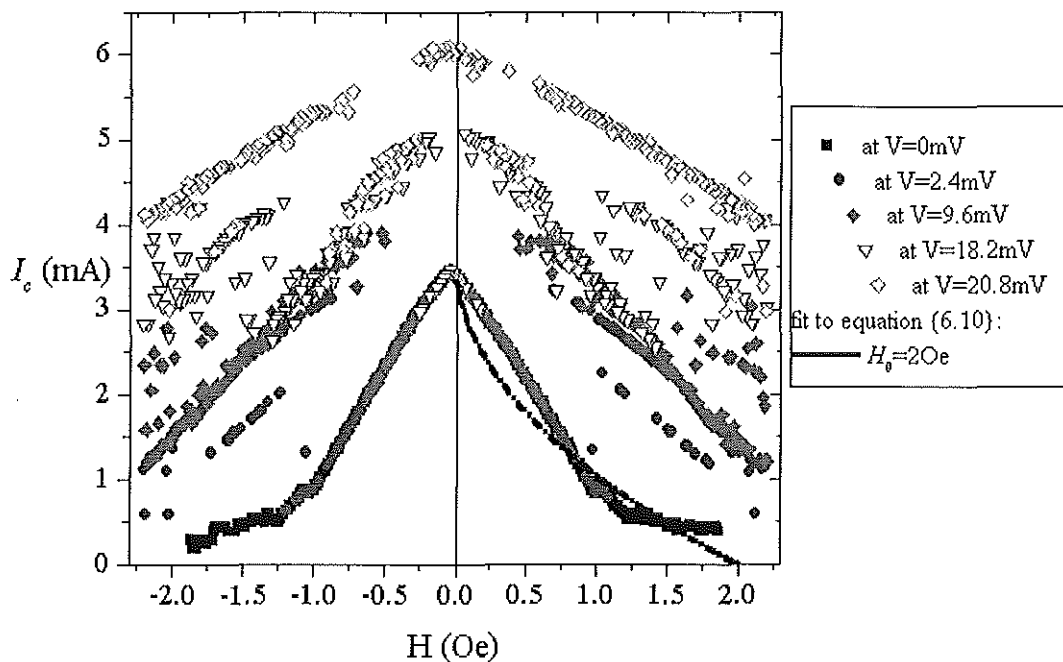 6
5
4
3
2
1
0
I_c (mA)
-2.0 -1.5 -1.0 -0.5 0.0 0.5 1.0 1.5 2.0
H (Oe)
at V=0mV
at V=2.4mV
at V=9.6mV
at V=18.2mV
at V=20.8mV
fit to equation {6.10}:
H_0=2Oe